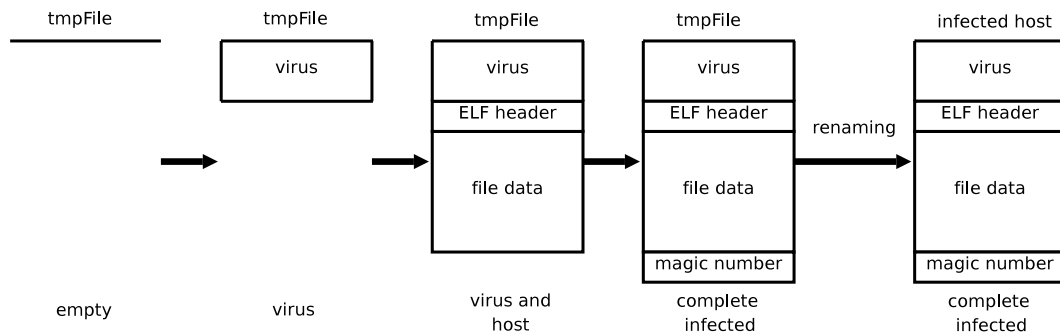 tmpFile
tmpFile
tmpFile
tmpFile
infected host
virus
virus
virus
virus
ELF header
ELF header
ELF header
renaming
file data
file data
file data
magic number
magic number
empty
virus
virus and
host
complete
infected
complete
infected